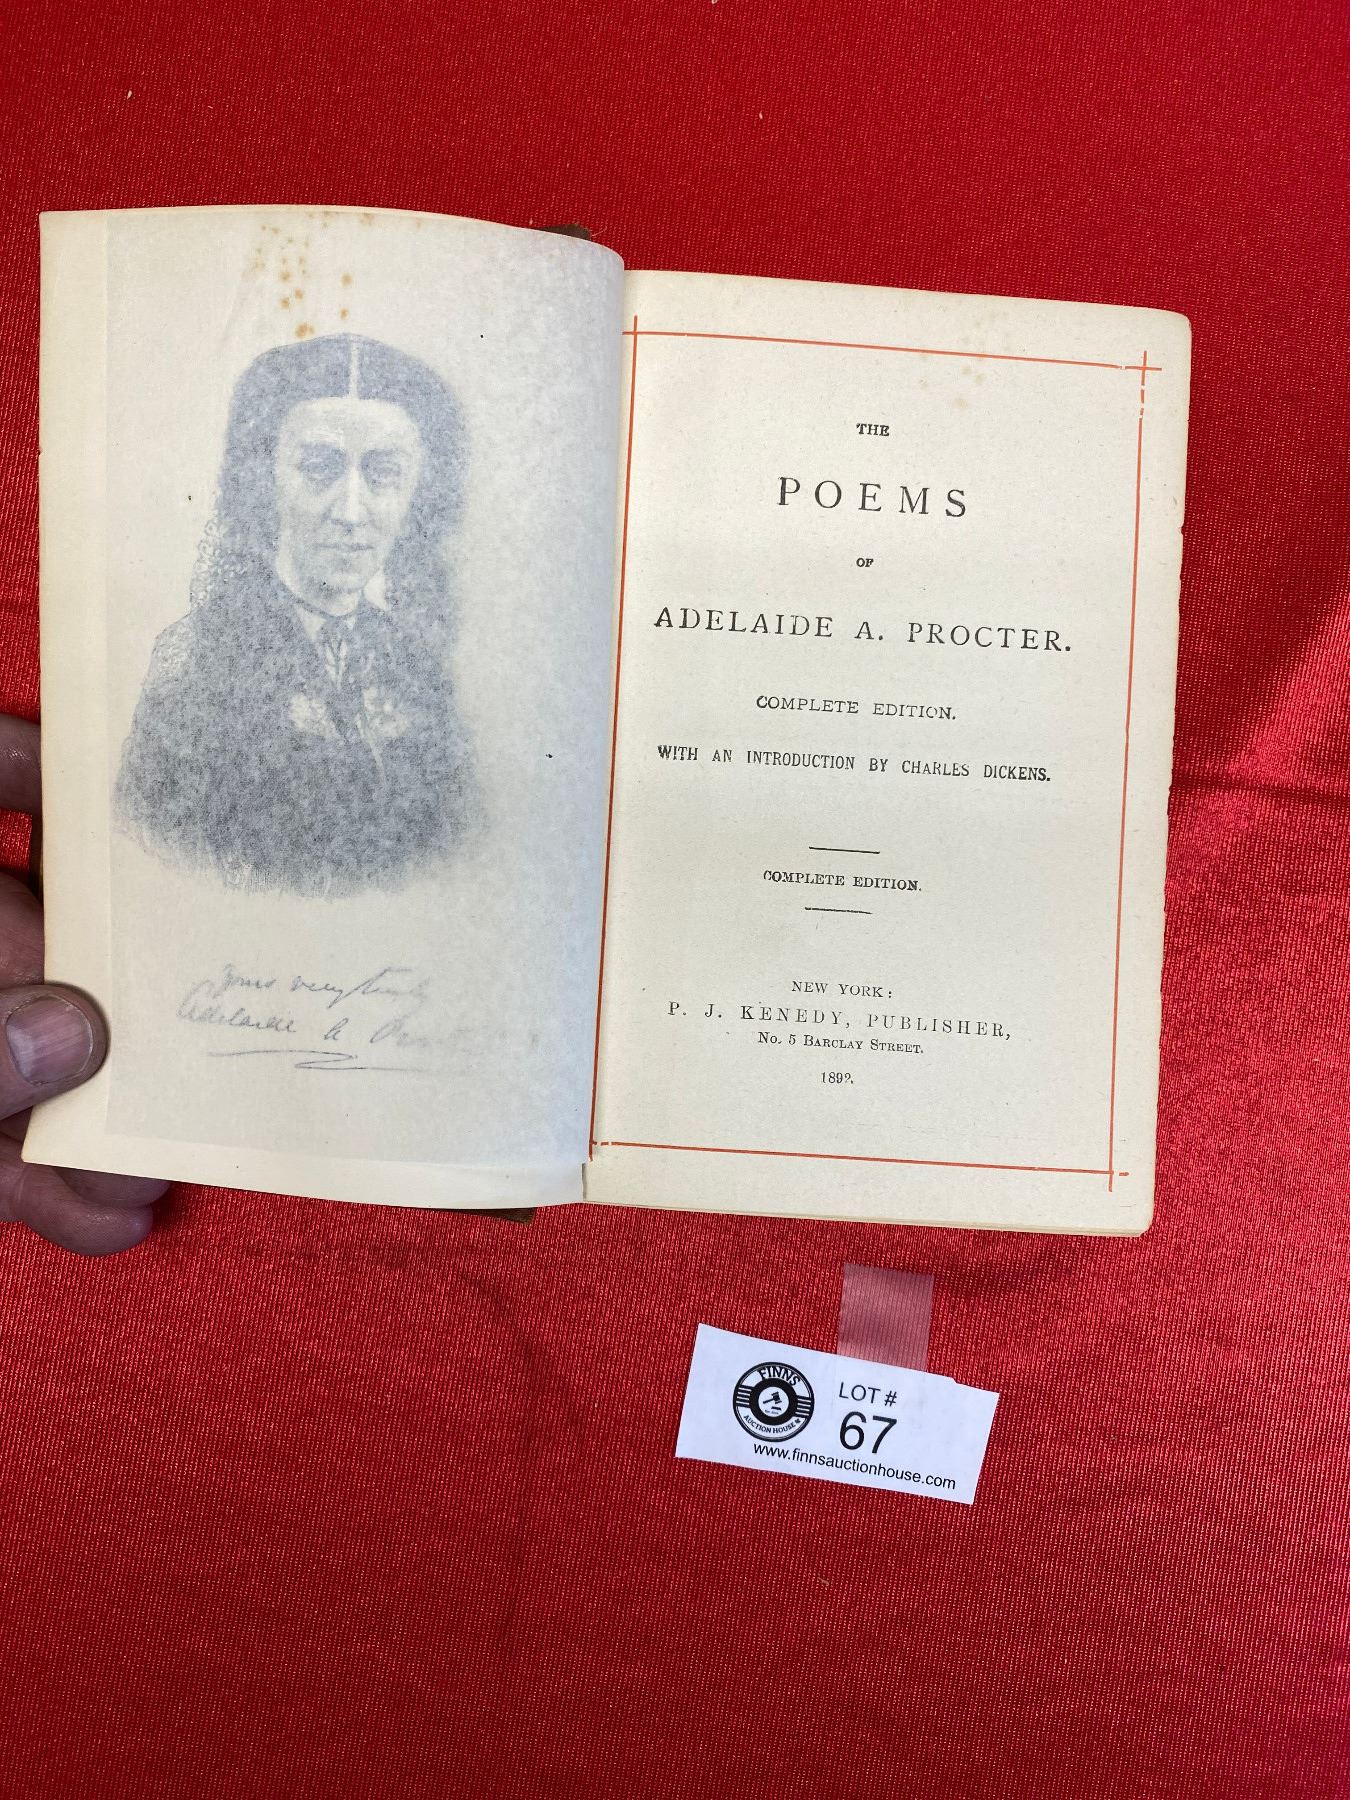 Yours very truly
Adelaide A Procter
THE
POEMS
OF
ADELAIDE A. PROCTER.
COMPLETE EDITION.
WITH AN INTRODUCTION BY CHARLES DICKENS.
COMPLETE EDITION.
NEW YORK:
P. J. KENEDY, PUBLISHER,
No. 5 BARCLAY STREET.
1892.
FINNS
AUCTION HOUSE
LOT #
67
www.finnsauctionhouse.com